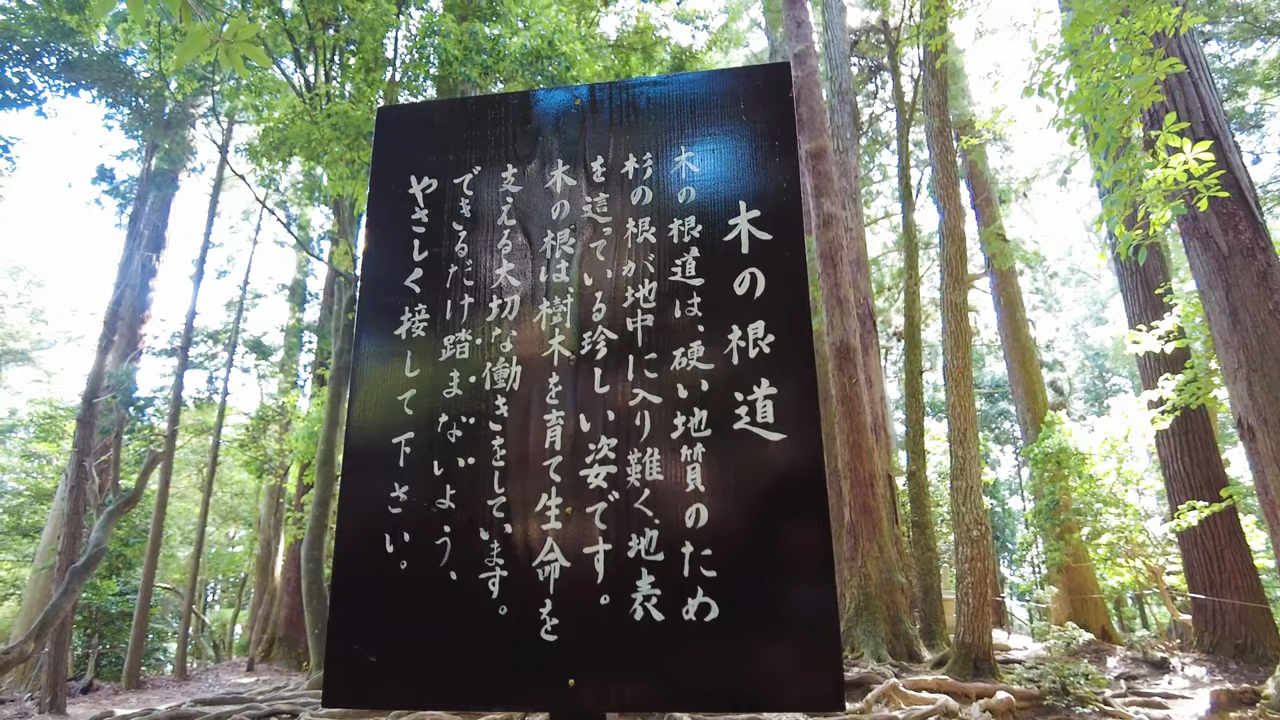 木の根道
木の根道は、硬い地質のため
杉の根が地中に入り難く、地表
を這っている珍しい姿です。
木の根は樹木を育て生命を
支える大切な働きをしています。
できるだけ踏まないよう、
やさしく接して下さい。